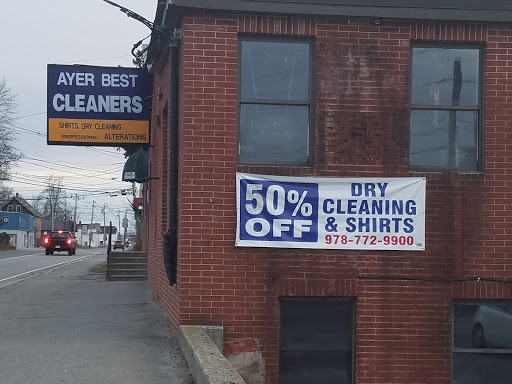 AYER BEST
CLEANERS
SHIRTS, DRY CLEANING
PROFESSIONAL ALTERATIONS
50%
OFF
DRY
CLEANING
& SHIRTS
978-772-9900